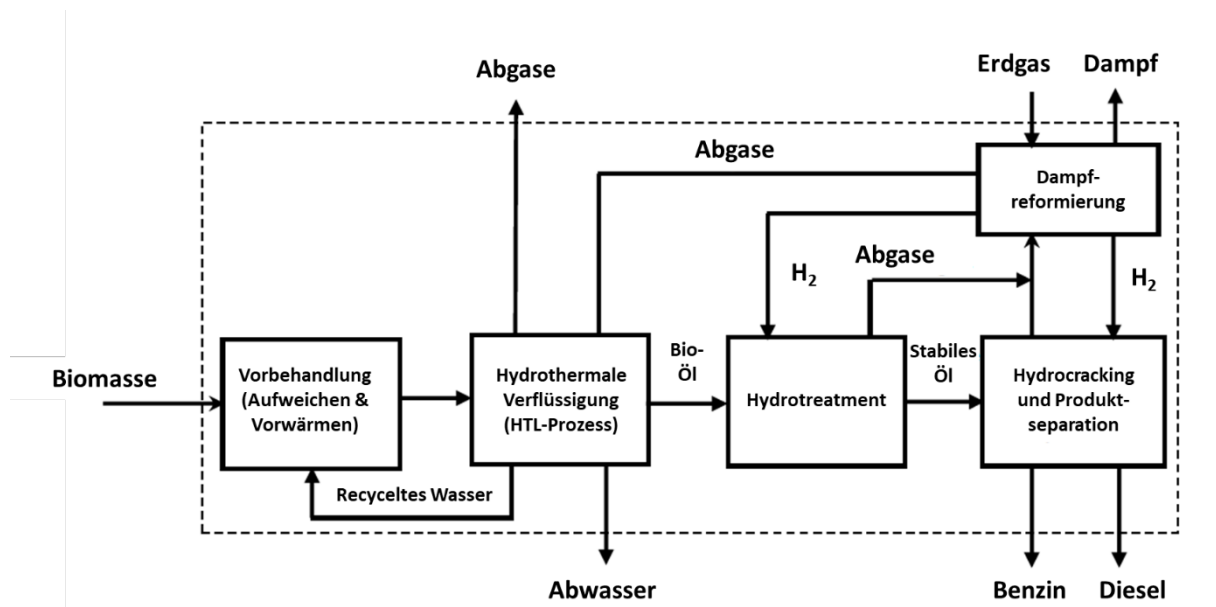 Erdgas
Dampf
Abgase
Abgase
Dampf-
reformierung
Abgase
H₂
H₂
Bio-
Öl
Stabiles
Öl
Biomasse
Vorbehandlung
(Aufweichen &
Vorwärmen)
Hydrothermale
Verflüssigung
(HTL-Prozess)
Hydrotreatment
Hydrocracking
und Produkt-
separation
Recyceltes Wasser
Abwasser
Benzin
Diesel